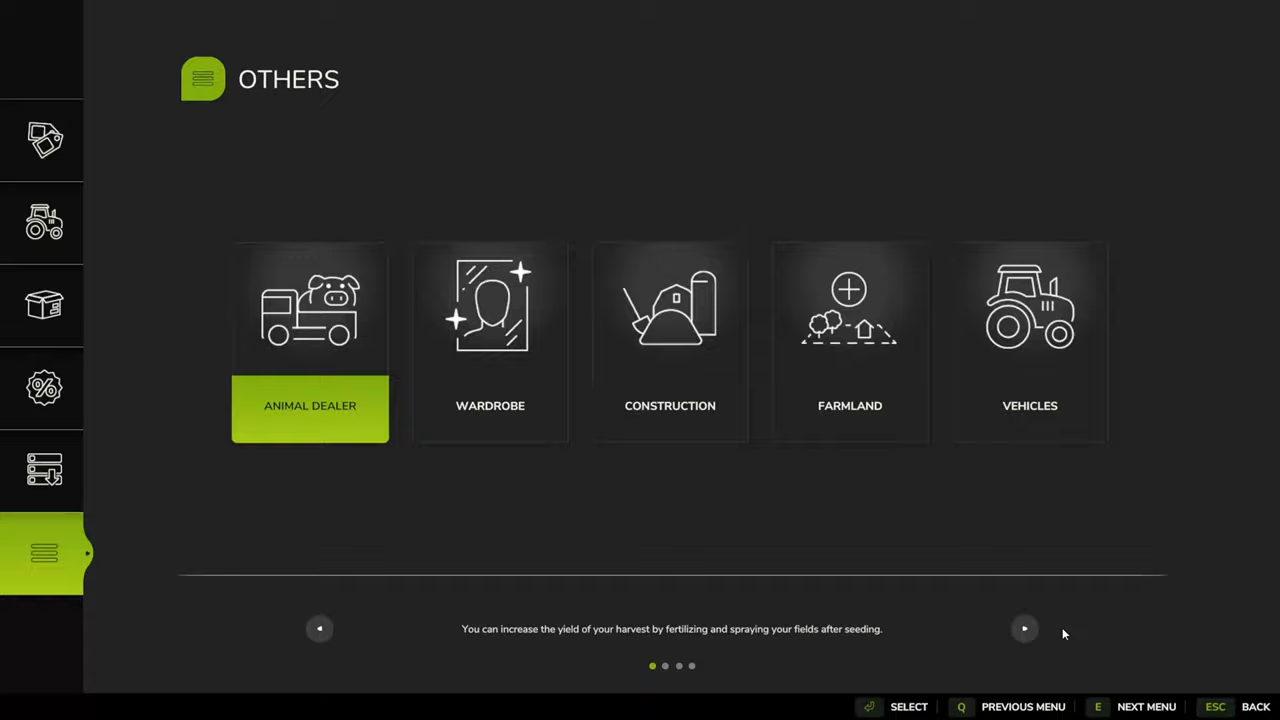 OTHERS
ANIMAL DEALER
WARDROBE
CONSTRUCTION
FARMLAND
VEHICLES
You can increase the yield of your harvest by fertilizing and spraying your fields after seeding.
SELECT Q PREVIOUS MENU E NEXT MENU ESC BACK